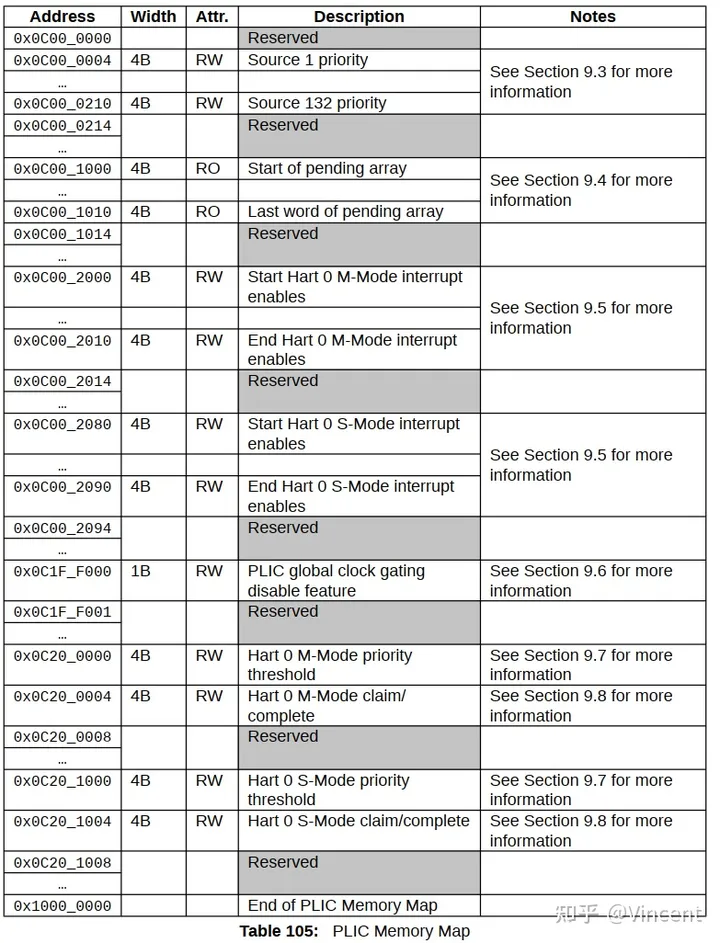 Address Width Attr. Description Notes
0x0C00_0000 Reserved
0x0C00_0004 4B RW Source 1 priority See Section 9.3 for more
… information
0x0C00_0210 4B RW Source 132 priority
0x0C00_0214 Reserved
…
0x0C00_1000 4B RO Start of pending array See Section 9.4 for more
… information
0x0C00_1010 4B RO Last word of pending array
0x0C00_1014 Reserved
…
0x0C00_2000 4B RW Start Hart 0 M-Mode interrupt
enables See Section 9.5 for more
… information
0x0C00_2010 4B RW End Hart 0 M-Mode interrupt
enables
0x0C00_2014 Reserved
…
0x0C00_2080 4B RW Start Hart 0 S-Mode interrupt
enables See Section 9.5 for more
… information
0x0C00_2090 4B RW End Hart 0 S-Mode interrupt
enables
0x0C00_2094 Reserved
…
0x0C1F_F000 1B RW PLIC global clock gating See Section 9.6 for more
disable feature information
0x0C1F_F001 Reserved
…
0x0C20_0000 4B RW Hart 0 M-Mode priority See Section 9.7 for more
threshold information
0x0C20_0004 4B RW Hart 0 M-Mode claim/ See Section 9.8 for more
complete information
0x0C20_0008 Reserved
…
0x0C20_1000 4B RW Hart 0 S-Mode priority See Section 9.7 for more
threshold information
0x0C20_1004 4B RW Hart 0 S-Mode claim/complete See Section 9.8 for more
information
0x0C20_1008 Reserved
…
0x1000_0000 End of PLIC Memory Map
知乎 @Vincent
Table 105: PLIC Memory Map